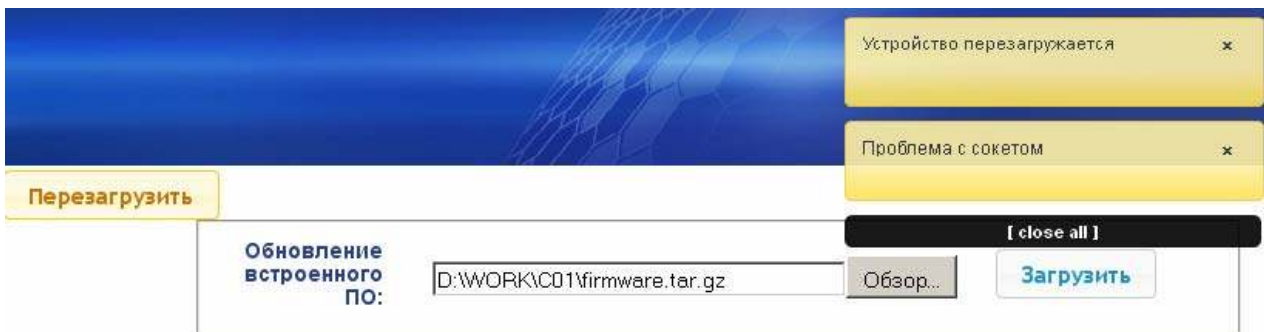 Устройство перезагружается ×
Проблема с сокетом ×
[ close all ]
Перезагрузить
Обновление
встроенного
ПО:
D:\WORK\C01\firmware.tar.gz
Обзор...
Загрузить